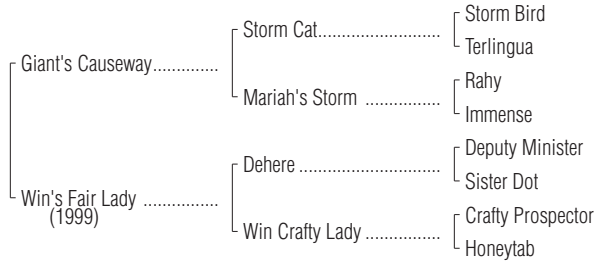 Storm Bird
Storm Cat..........................
Terlingua
Giant's Causeway..............
Rahy
Mariah's Storm ................
Immense
Deputy Minister
Dehere ..............................
Sister Dot
Win's Fair Lady ................
(1999)
Crafty Prospector
Win Crafty Lady ................
Honeytab